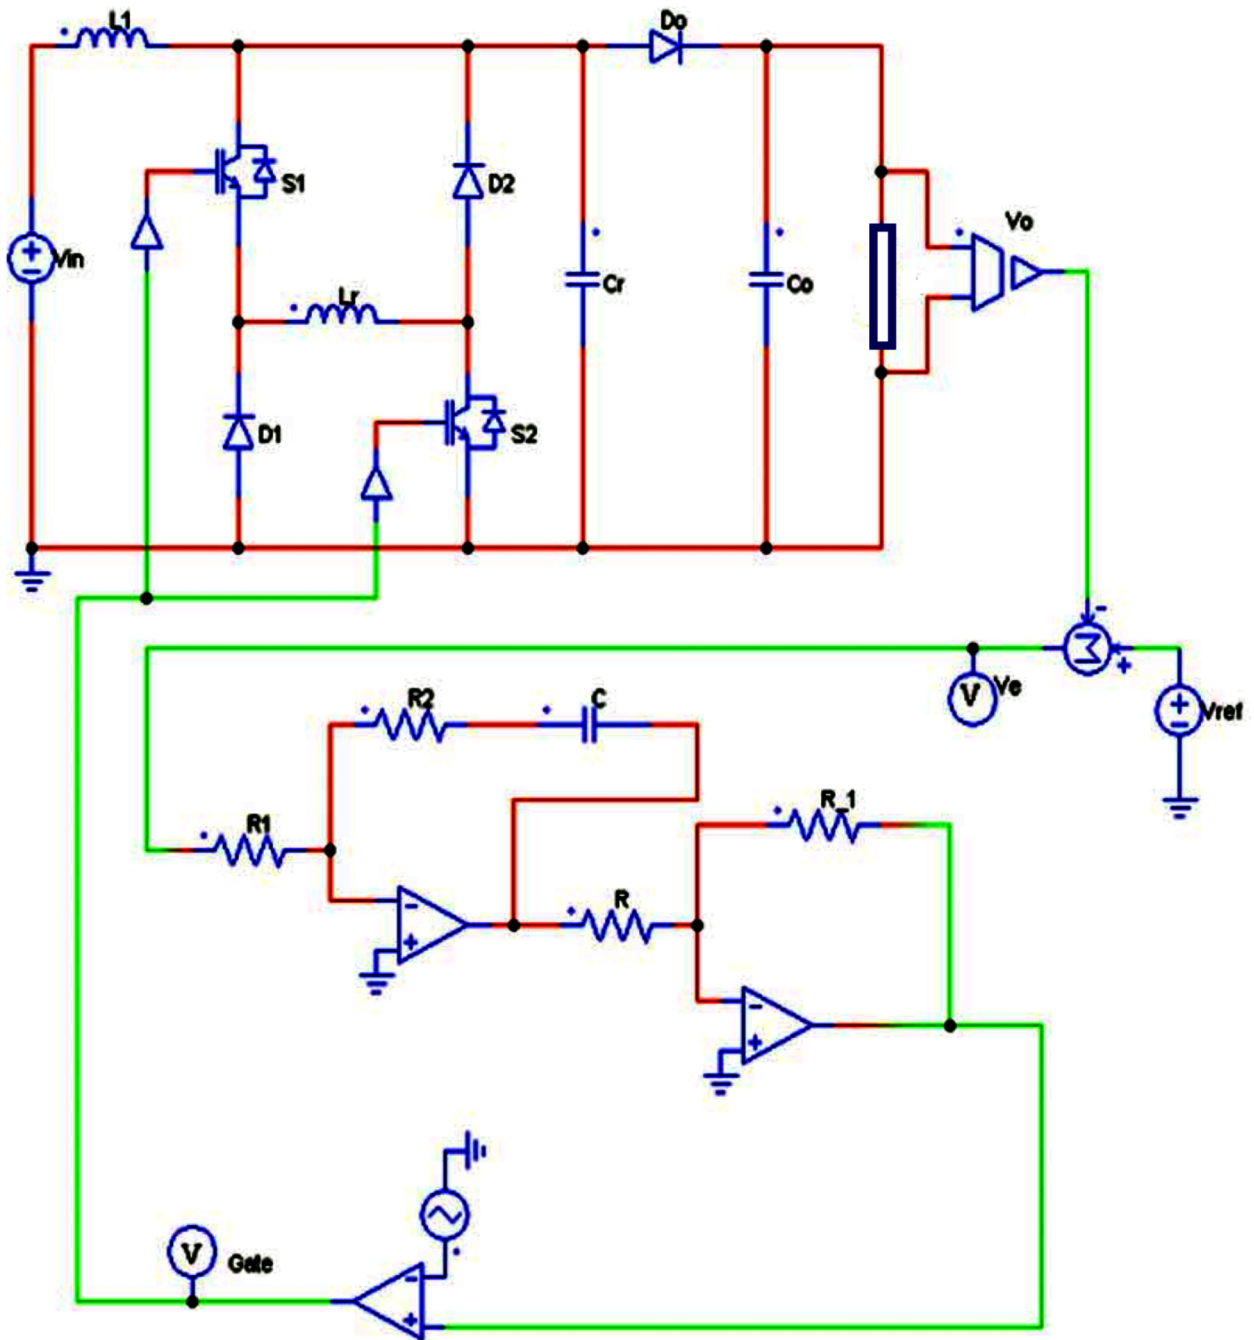 L1
Do
S1
D2
Vo
Vin
Lr
Cr
Co
D1
S2
-
+
V
Ve
Vref
R2
C
R1
R_1
R
V
Gate